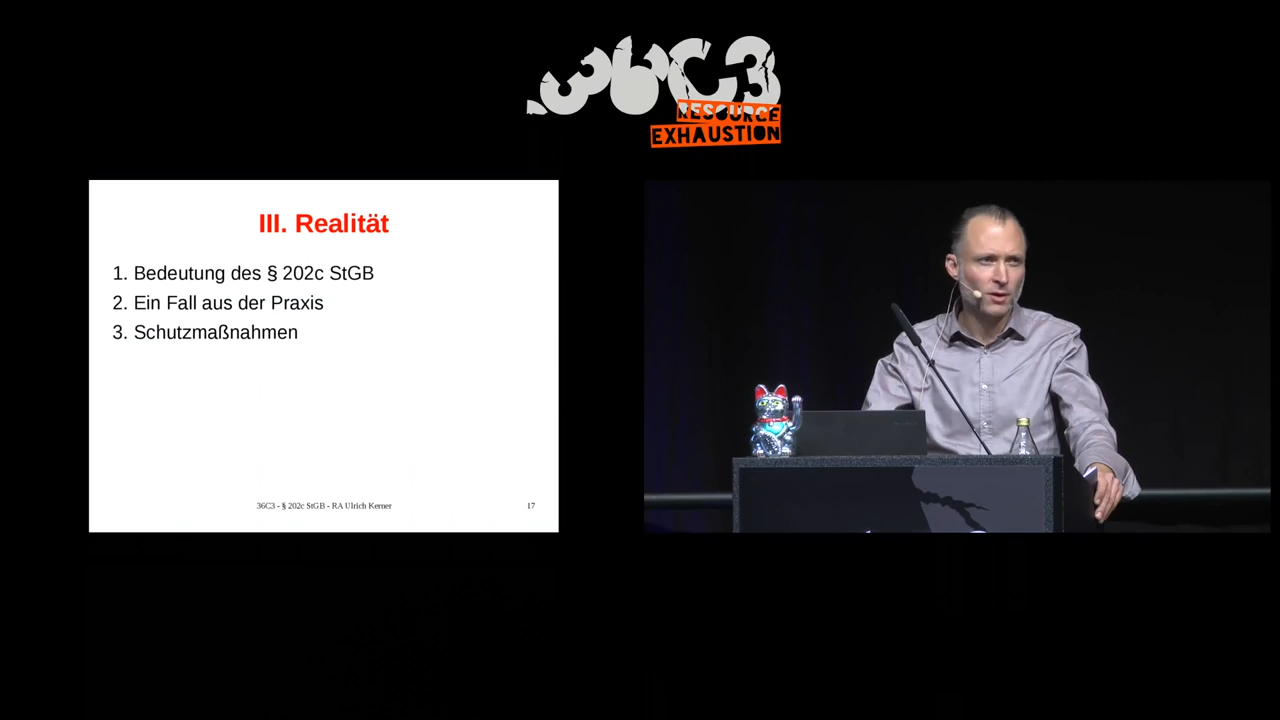 36C3
RESOURCE
EXHAUSTION
III. Realität
1. Bedeutung des § 202c StGB
2. Ein Fall aus der Praxis
3. Schutzmaßnahmen
36C3 - § 202c StGB - RA Ulrich Kerner
17